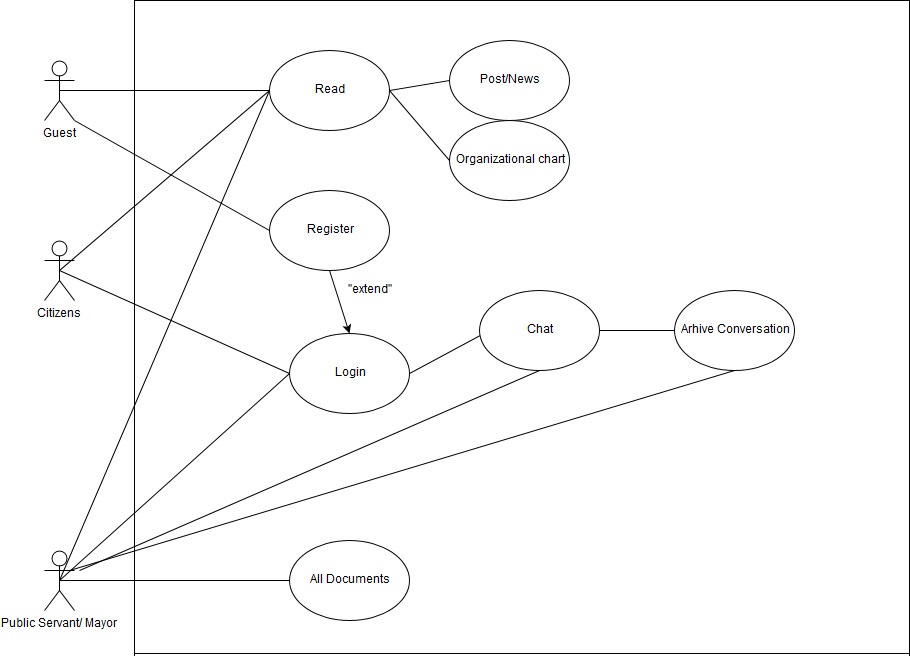 Read
Post/News
Guest
Organizational chart
Register
"extend"
Citizens
Chat
Arhive Conversation
Login
All Documents
Public Servant/ Mayor